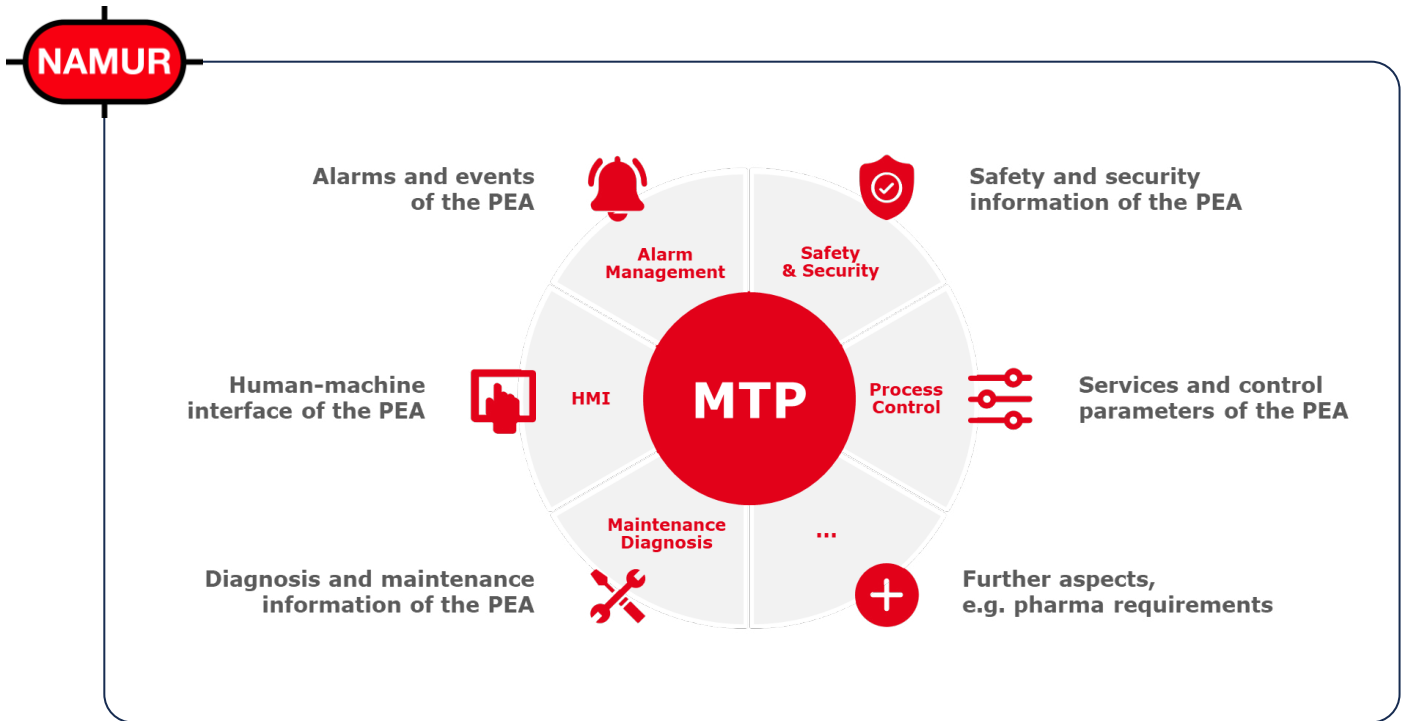 NAMUR
Alarms and events
of the PEA
Safety and security
information of the PEA
Alarm
Management
Safety
& Security
Human-machine
interface of the PEA
HMI
MTP
Process
Control
Services and control
parameters of the PEA
Maintenance
Diagnosis
...
Diagnosis and maintenance
information of the PEA
Further aspects,
e.g. pharma requirements